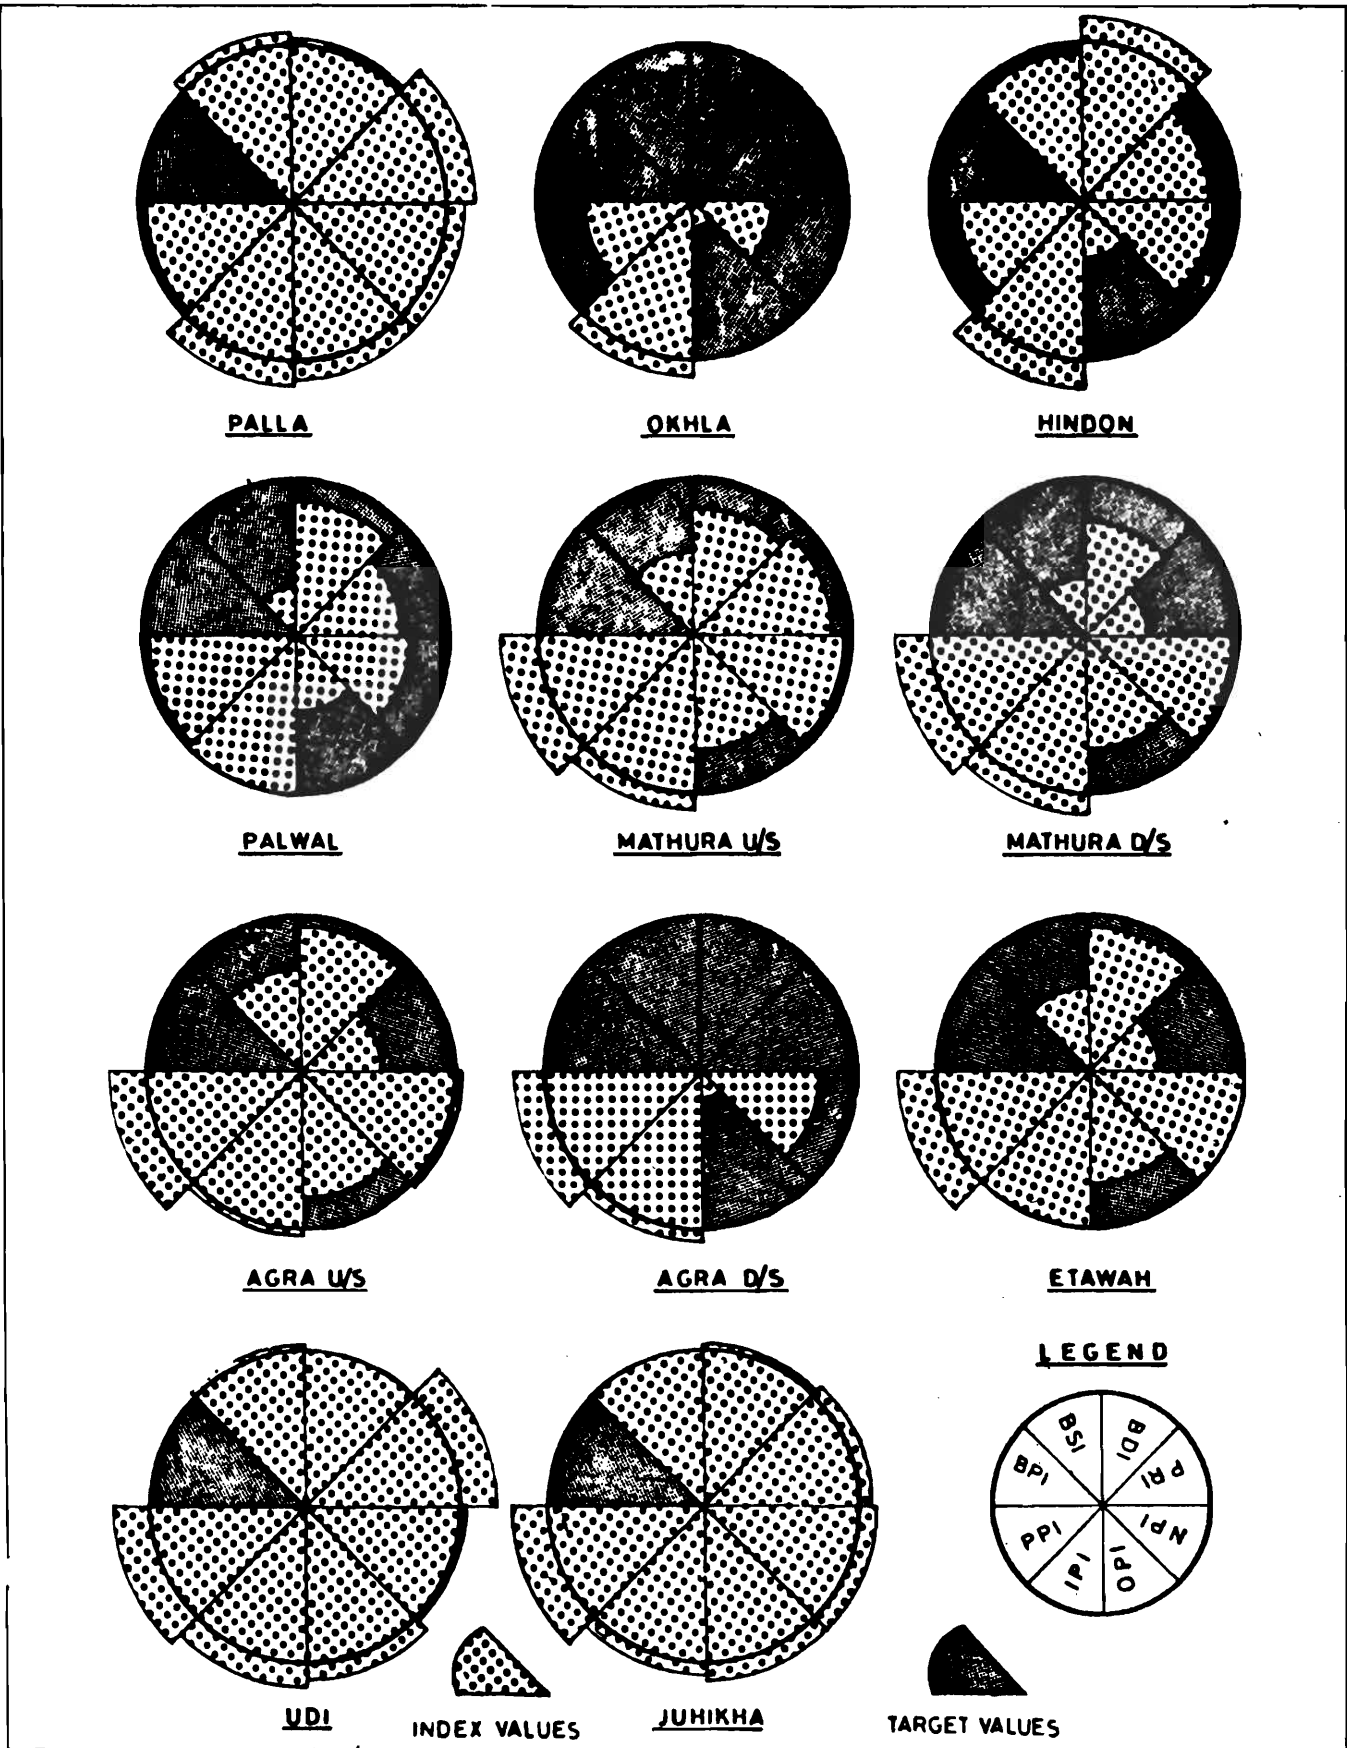 PALLA
OKHLA
HINDON
PALWAL
MATHURA U/S
MATHURA D/S
AGRA U/S
AGRA D/S
ETAWAH
LEGEND
BSI
BDI
BPI
PRI
PPI
NPI
IPI
OPI
UDI
INDEX VALUES
JUHIKHA
TARGET VALUES